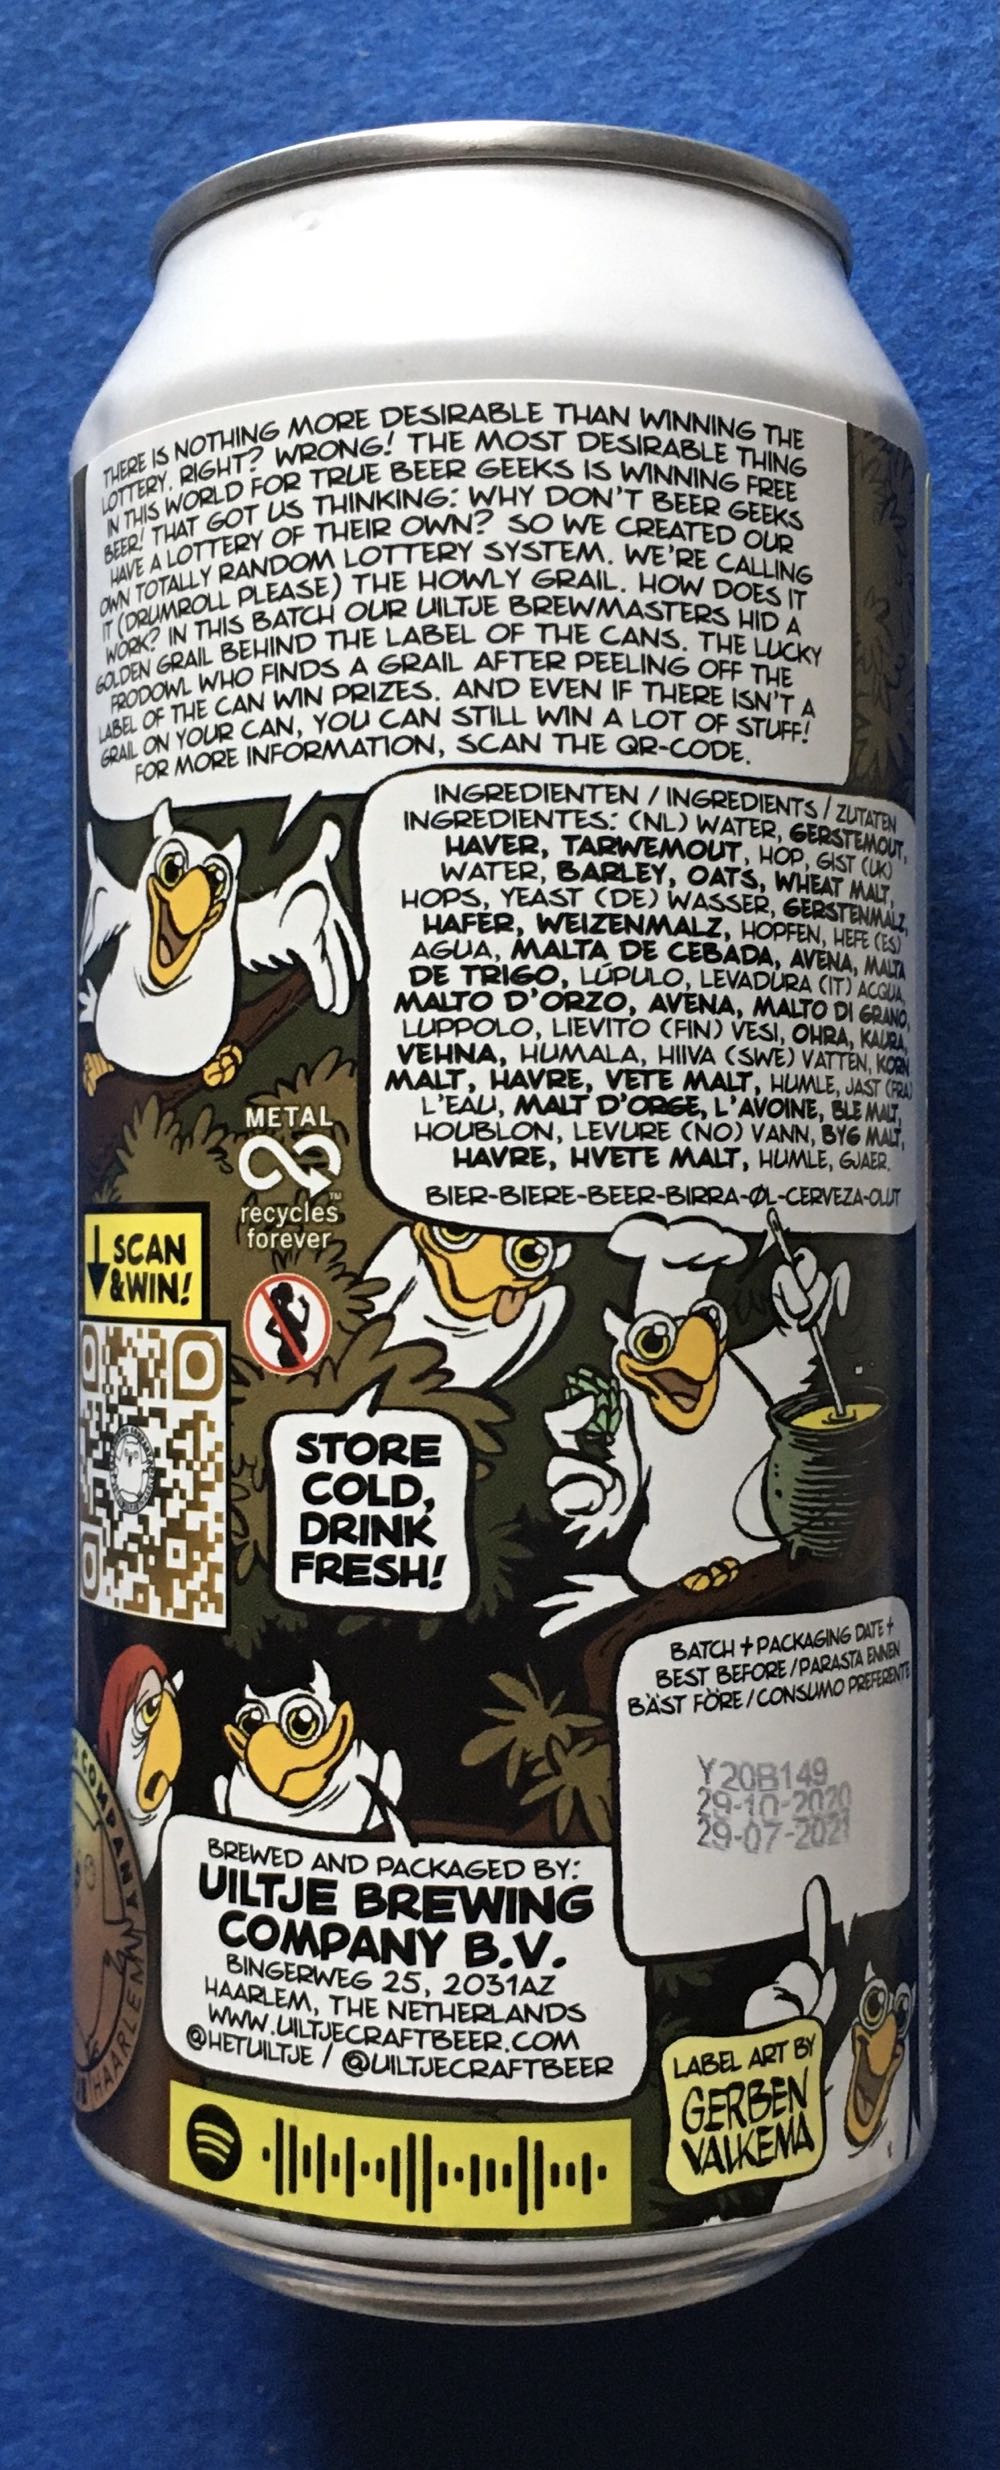 THERE IS NOTHING MORE DESIRABLE THAN WINNING THE
LOTTERY, RIGHT? WRONG! THE MOST DESIRABLE THING
IN THIS WORLD FOR TRUE BEER GEEKS IS WINNING FREE
BEER! THAT GOT US THINKING: WHY DON'T BEER GEEKS
HAVE A LOTTERY OF THEIR OWN? SO WE CREATED OUR
OWN TOTALLY RANDOM LOTTERY SYSTEM. WE'RE CALLING
IT (DRUMROLL PLEASE) THE HOWLY GRAIL. HOW DOES IT
WORK? IN THIS BATCH OUR UILTJE BREWMASTERS HID A
GOLDEN GRAIL BEHIND THE LABEL OF THE CANS. THE LUCKY
FRODOWL WHO FINDS A GRAIL AFTER PEELING OFF THE
LABEL OF THE CAN WIN PRIZES. AND EVEN IF THERE ISN'T A
GRAIL ON YOUR CAN, YOU CAN STILL WIN A LOT OF STUFF!
FOR MORE INFORMATION, SCAN THE QR-CODE.
INGREDIENTEN / INGREDIENTS / ZUTATEN
INGREDIENTES: (NL) WATER, GERSTEMOUT,
HAVER, TARWEMOUT, HOP, GIST (UK)
WATER, BARLEY, OATS, WHEAT MALT,
HOPS, YEAST (DE) WASSER, GERSTENMALZ,
HAFER, WEIZENMALZ, HOPFEN, HEFE (ES)
AGUA, MALTA DE CEBADA, AVENA, MALTA
DE TRIGO, LÚPULO, LEVADURA (IT) ACQUA,
MALTO D'ORZO, AVENA, MALTO DI GRANO,
LUPPOLO, LIEVITO (FIN) VESI, OHRA, KAURA,
VEHNA, HUMALA, HIIVA (SWE) VATTEN, KORN
MALT, HAVRE, VETE MALT, HUMLE, JAST (FRA)
L'EAU, MALT D'ORGE, L'AVOINE, BLE MALT,
HOUBLON, LEVURE (NO) VANN, BYG MALT,
HAVRE, HVETE MALT, HUMLE, GJAER.
BIER-BIERE-BEER-BIRRA-ØL-CERVEZA-OLUT
METAL
recycles™
forever
SCAN
&WIN!
STORE
COLD,
DRINK
FRESH!
BATCH + PACKAGING DATE +
BEST BEFORE/PARASTA ENNEN
BÄST FÖRE/CONSUMO PREFERENTE
Y20B149
29-10-2020
29-07-2021
COMPANY
HAARLEM
BREWED AND PACKAGED BY:
UILTJE BREWING
COMPANY B.V.
BINGERWEG 25, 2031AZ
HAARLEM, THE NETHERLANDS
WWW.UILTJECRAFTBEER.COM
@HETUILTJE / @UILTJECRAFTBEER
LABEL ART BY
GERBEN
VALKEMA